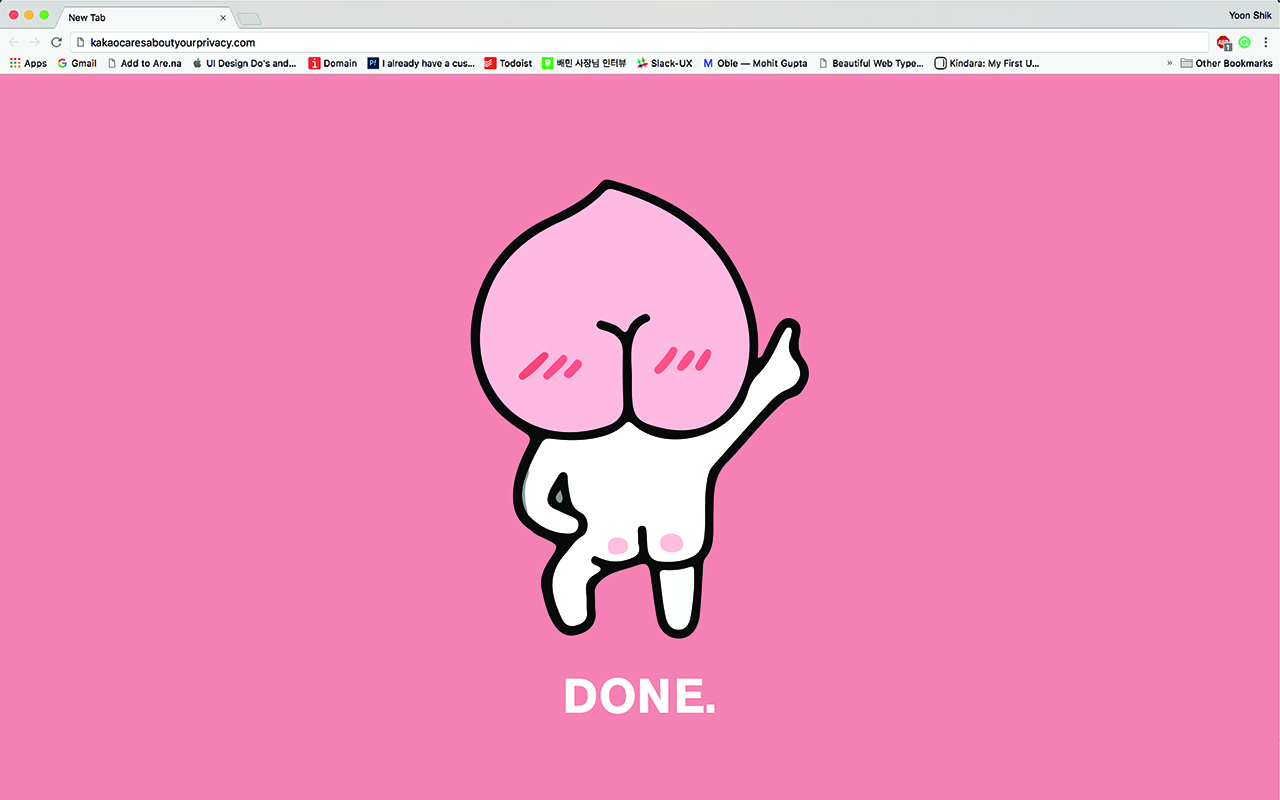 New Tab
Yoon Shik
kakaocaresaboutyourprivacy.com
ABP
1
Apps Gmail Add to Are.na UI Design Do's and... Domain I already have a cus... Todoist 배민 사장님 인터뷰 Slack-UX Oble — Mohit Gupta Beautiful Web Type... Kindara: My First U... » Other Bookmarks
DONE.